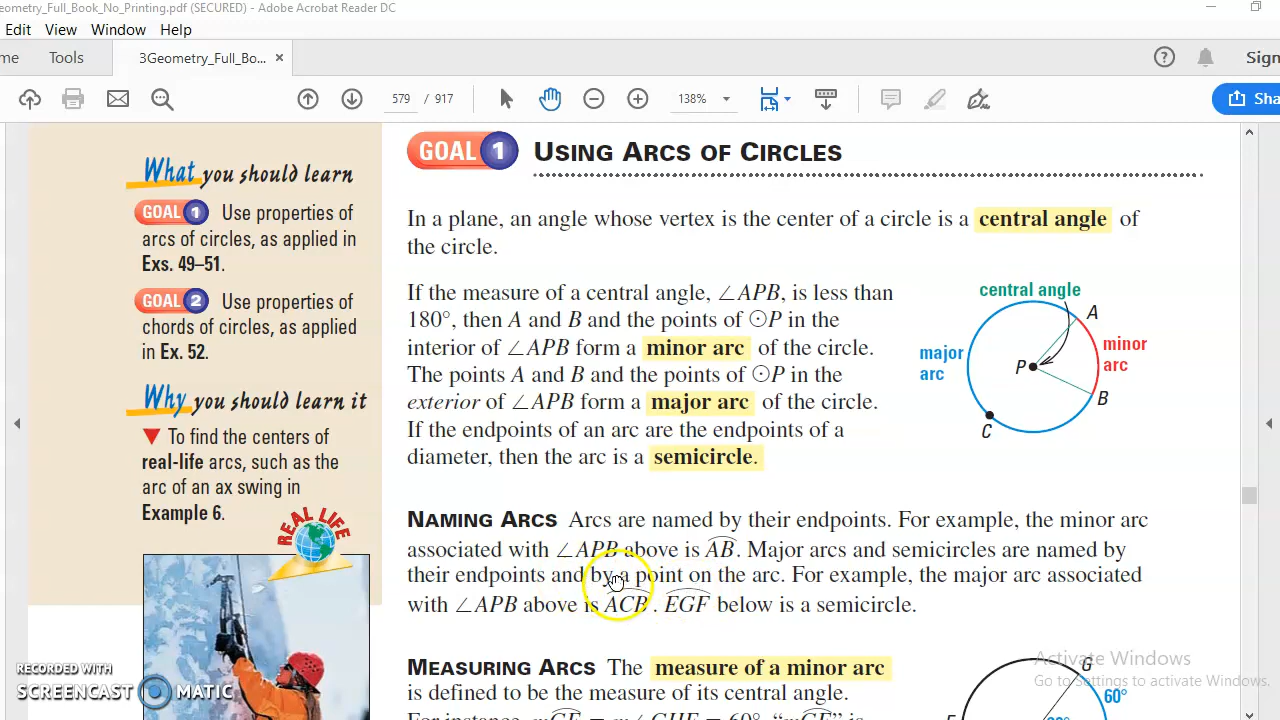 eometry_Full_Book_No_Printing.pdf (SECURED) - Adobe Acrobat Reader DC
Edit View Window Help
me Tools 3Geometry_Full_Bo... ×
Sign
579 / 917
138%
Sha
What you should learn
GOAL 1 Use properties of
arcs of circles, as applied in
Exs. 49–51.
GOAL 2 Use properties of
chords of circles, as applied
in Ex. 52.
Why you should learn it
▼ To find the centers of
real-life arcs, such as the
arc of an ax swing in
Example 6.
REAL LIFE
GOAL 1 USING ARCS OF CIRCLES
In a plane, an angle whose vertex is the center of a circle is a central angle of
the circle.
If the measure of a central angle, ∠APB, is less than
180°, then A and B and the points of ⊙P in the
interior of ∠APB form a minor arc of the circle.
The points A and B and the points of ⊙P in the
exterior of ∠APB form a major arc of the circle.
If the endpoints of an arc are the endpoints of a
diameter, then the arc is a semicircle.
central angle
A
major
arc
minor
arc
P
B
C
NAMING ARCS Arcs are named by their endpoints. For example, the minor arc
associated with ∠APB above is AB. Major arcs and semicircles are named by
their endpoints and by a point on the arc. For example, the major arc associated
with ∠APB above is ACB. EGF below is a semicircle.
MEASURING ARCS The measure of a minor arc
is defined to be the measure of its central angle.
For instance, mGF = m∠GHF = 60°. “mGF” is
G
60°
Activate Windows
Go to Settings to activate Windows.
RECORDED WITH
SCREENCAST MATIC